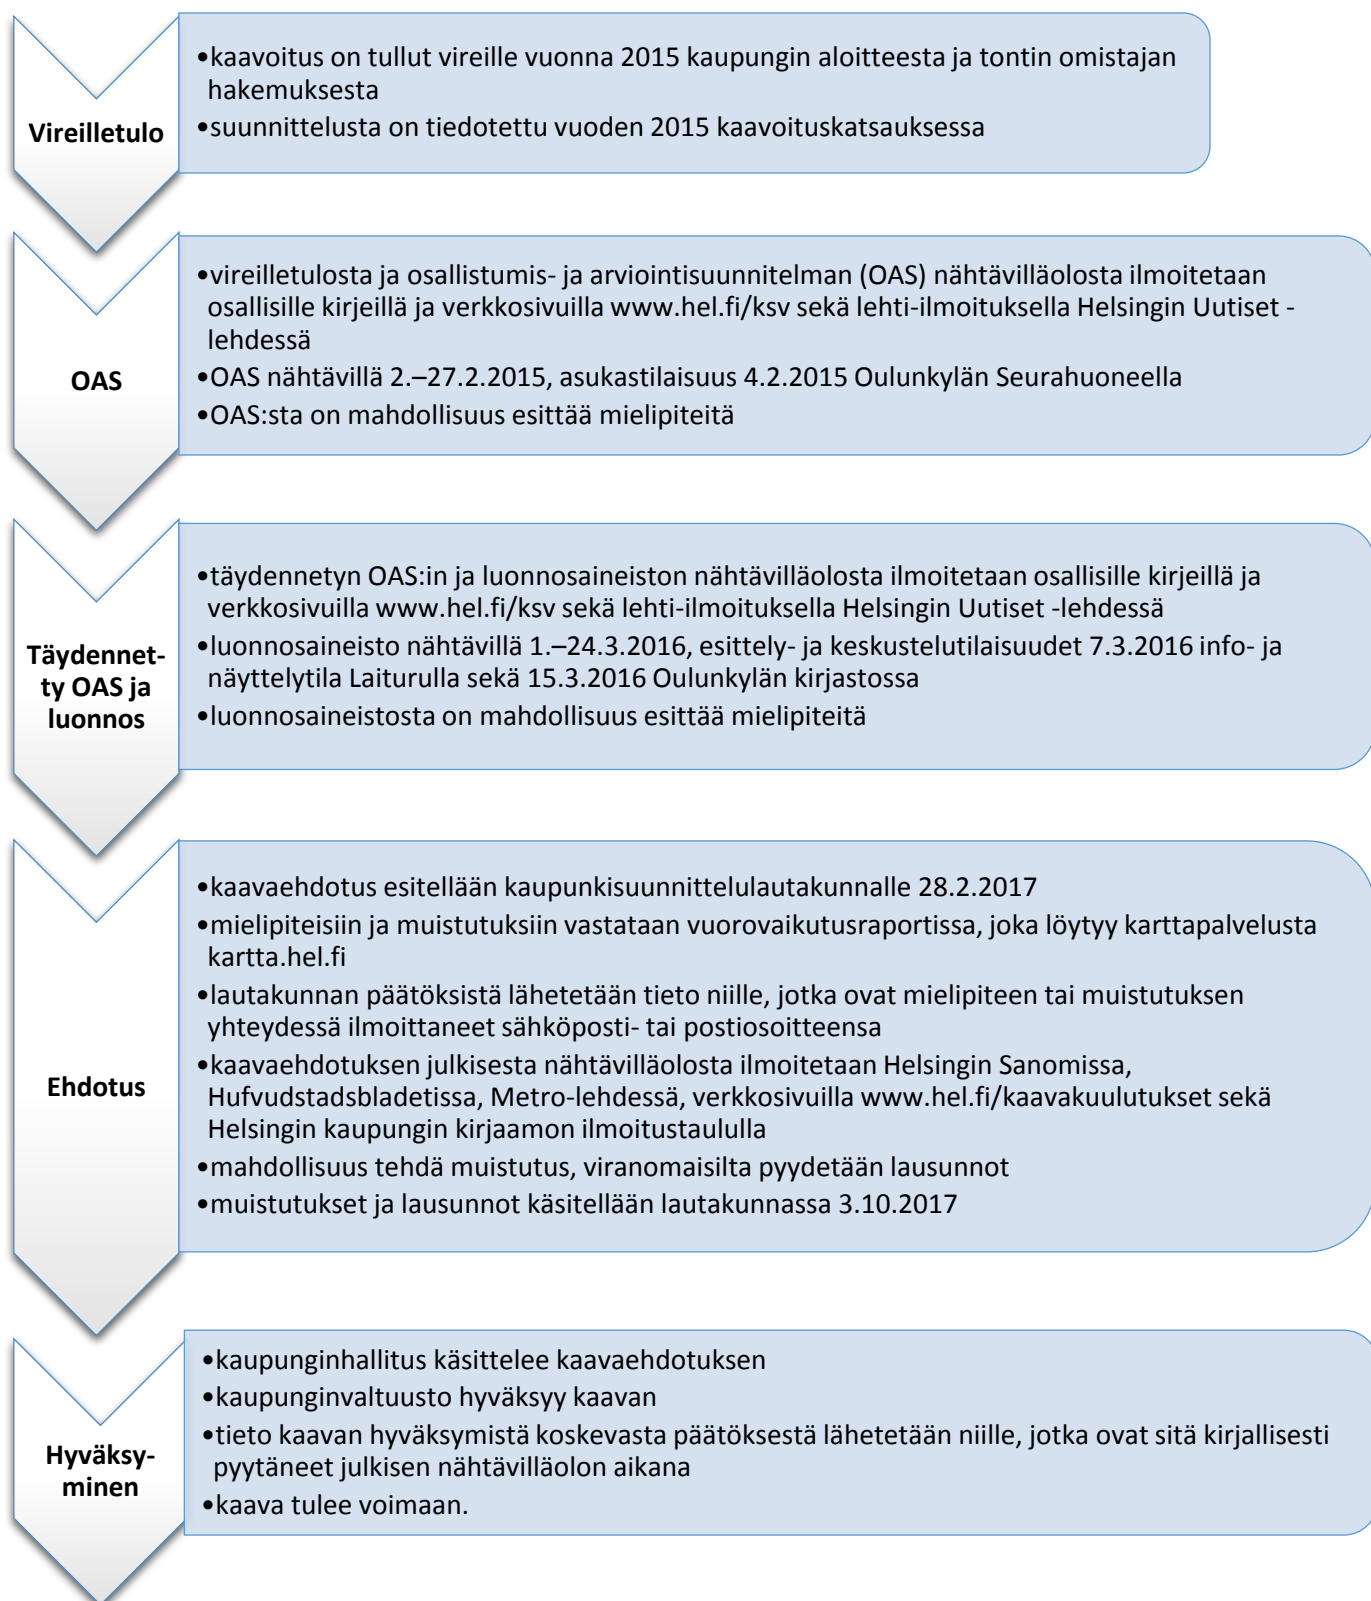 Vireilletulo
•kaavoitus on tullut vireille vuonna 2015 kaupungin aloitteesta ja tontin omistajan
hakemuksesta
•suunnittelusta on tiedotettu vuoden 2015 kaavoituskatsauksessa
OAS
•vireilletulosta ja osallistumis- ja arviointisuunnitelman (OAS) nähtävilläolosta ilmoitetaan
osallisille kirjeillä ja verkkosivuilla www.hel.fi/ksv sekä lehti-ilmoituksella Helsingin Uutiset -
lehdessä
•OAS nähtävillä 2.–27.2.2015, asukastilaisuus 4.2.2015 Oulunkylän Seurahuoneella
•OAS:sta on mahdollisuus esittää mielipiteitä
Täydennet-
ty OAS ja
luonnos
•täydennetyn OAS:in ja luonnosaineiston nähtävilläolosta ilmoitetaan osallisille kirjeillä ja
verkkosivuilla www.hel.fi/ksv sekä lehti-ilmoituksella Helsingin Uutiset -lehdessä
•luonnosaineisto nähtävillä 1.–24.3.2016, esittely- ja keskustelutilaisuudet 7.3.2016 info- ja
näyttelytila Laiturulla sekä 15.3.2016 Oulunkylän kirjastossa
•luonnosaineistosta on mahdollisuus esittää mielipiteitä
Ehdotus
•kaavaehdotus esitellään kaupunkisuunnittelulautakunnalle 28.2.2017
•mielipiteisiin ja muistutuksiin vastataan vuorovaikutusraportissa, joka löytyy karttapalvelusta
kartta.hel.fi
•lautakunnan päätöksistä lähetetään tieto niille, jotka ovat mielipiteen tai muistutuksen
yhteydessä ilmoittaneet sähköposti- tai postiosoitteensa
•kaavaehdotuksen julkisesta nähtävilläolosta ilmoitetaan Helsingin Sanomissa,
Hufvudstadsbladetissa, Metro-lehdessä, verkkosivuilla www.hel.fi/kaavakuulutukset sekä
Helsingin kaupungin kirjaamon ilmoitustaululla
•mahdollisuus tehdä muistutus, viranomaisilta pyydetään lausunnot
•muistutukset ja lausunnot käsitellään lautakunnassa 3.10.2017
Hyväksy-
minen
•kaupunginhallitus käsittelee kaavaehdotuksen
•kaupunginvaltuusto hyväksyy kaavan
•tieto kaavan hyväksymistä koskevasta päätöksestä lähetetään niille, jotka ovat sitä kirjallisesti
pyytäneet julkisen nähtävilläolon aikana
•kaava tulee voimaan.